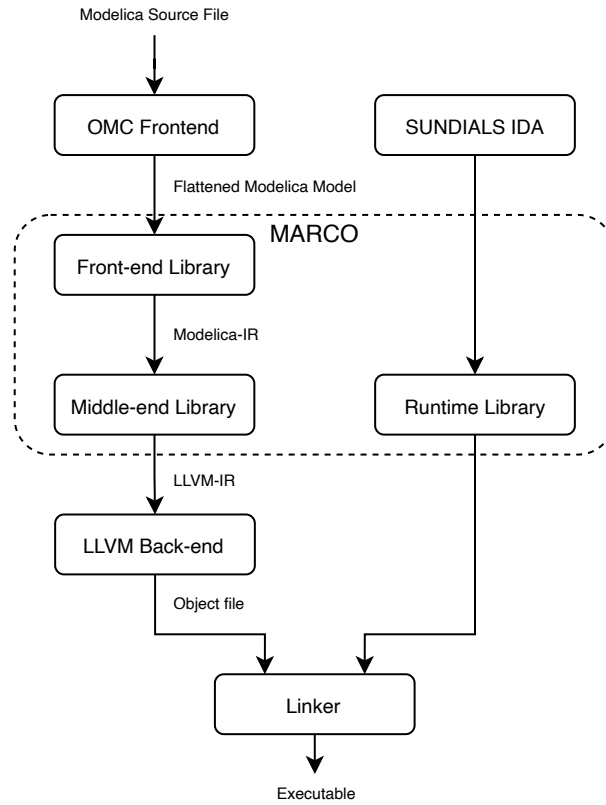 Modelica Source File
OMC Frontend
SUNDIALS IDA
Flattened Modelica Model
MARCO
Front-end Library
Modelica-IR
Middle-end Library
Runtime Library
LLVM-IR
LLVM Back-end
Object file
Linker
Executable